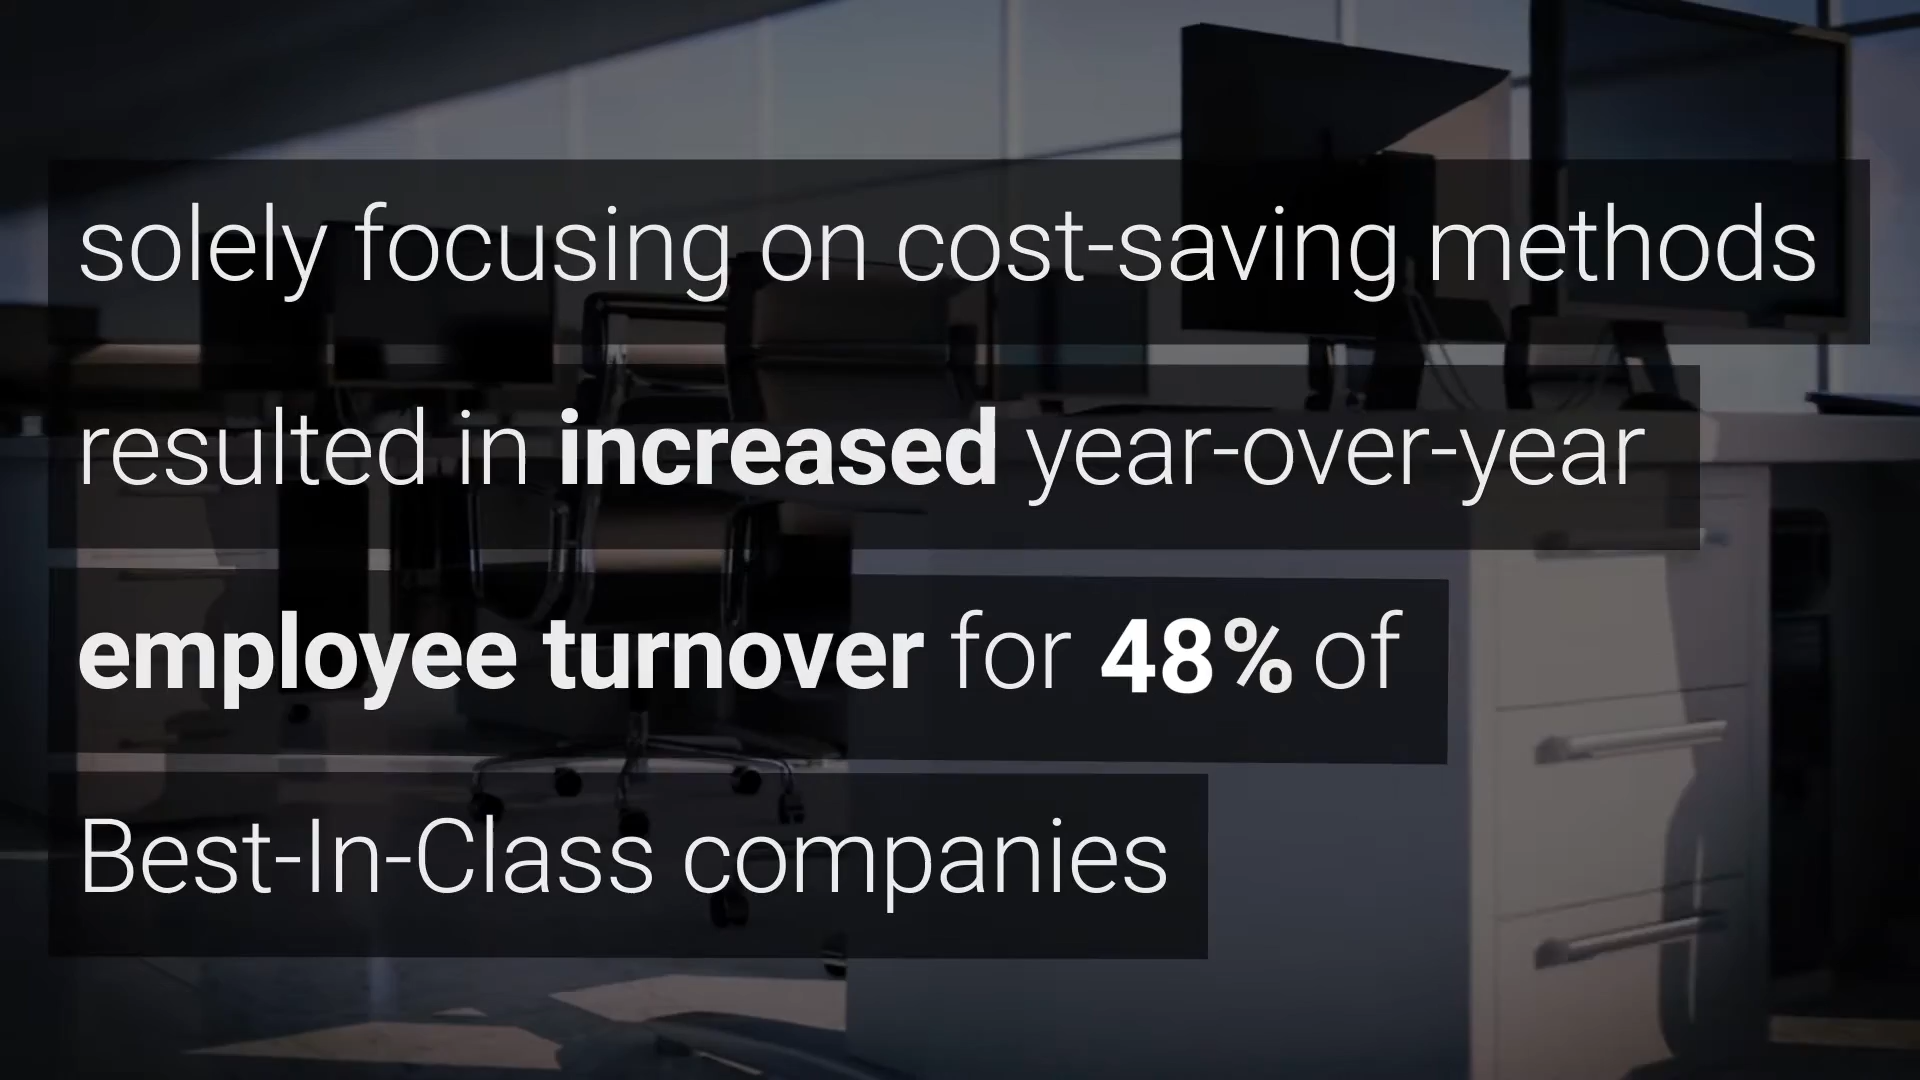 solely focusing on cost-saving methods
resulted in increased year-over-year
employee turnover for 48% of
Best-In-Class companies